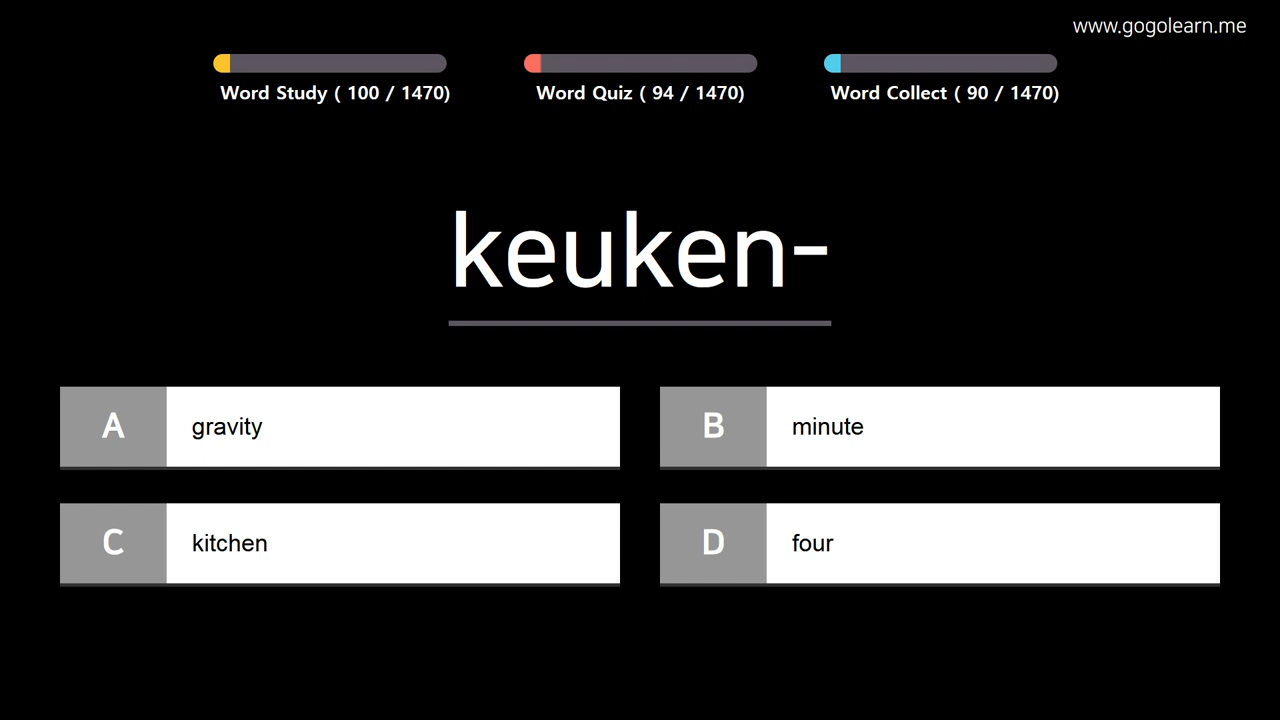 www.gogolearn.me
Word Study ( 100 / 1470)
Word Quiz ( 94 / 1470)
Word Collect ( 90 / 1470)
keuken-
A gravity
B minute
C kitchen
D four